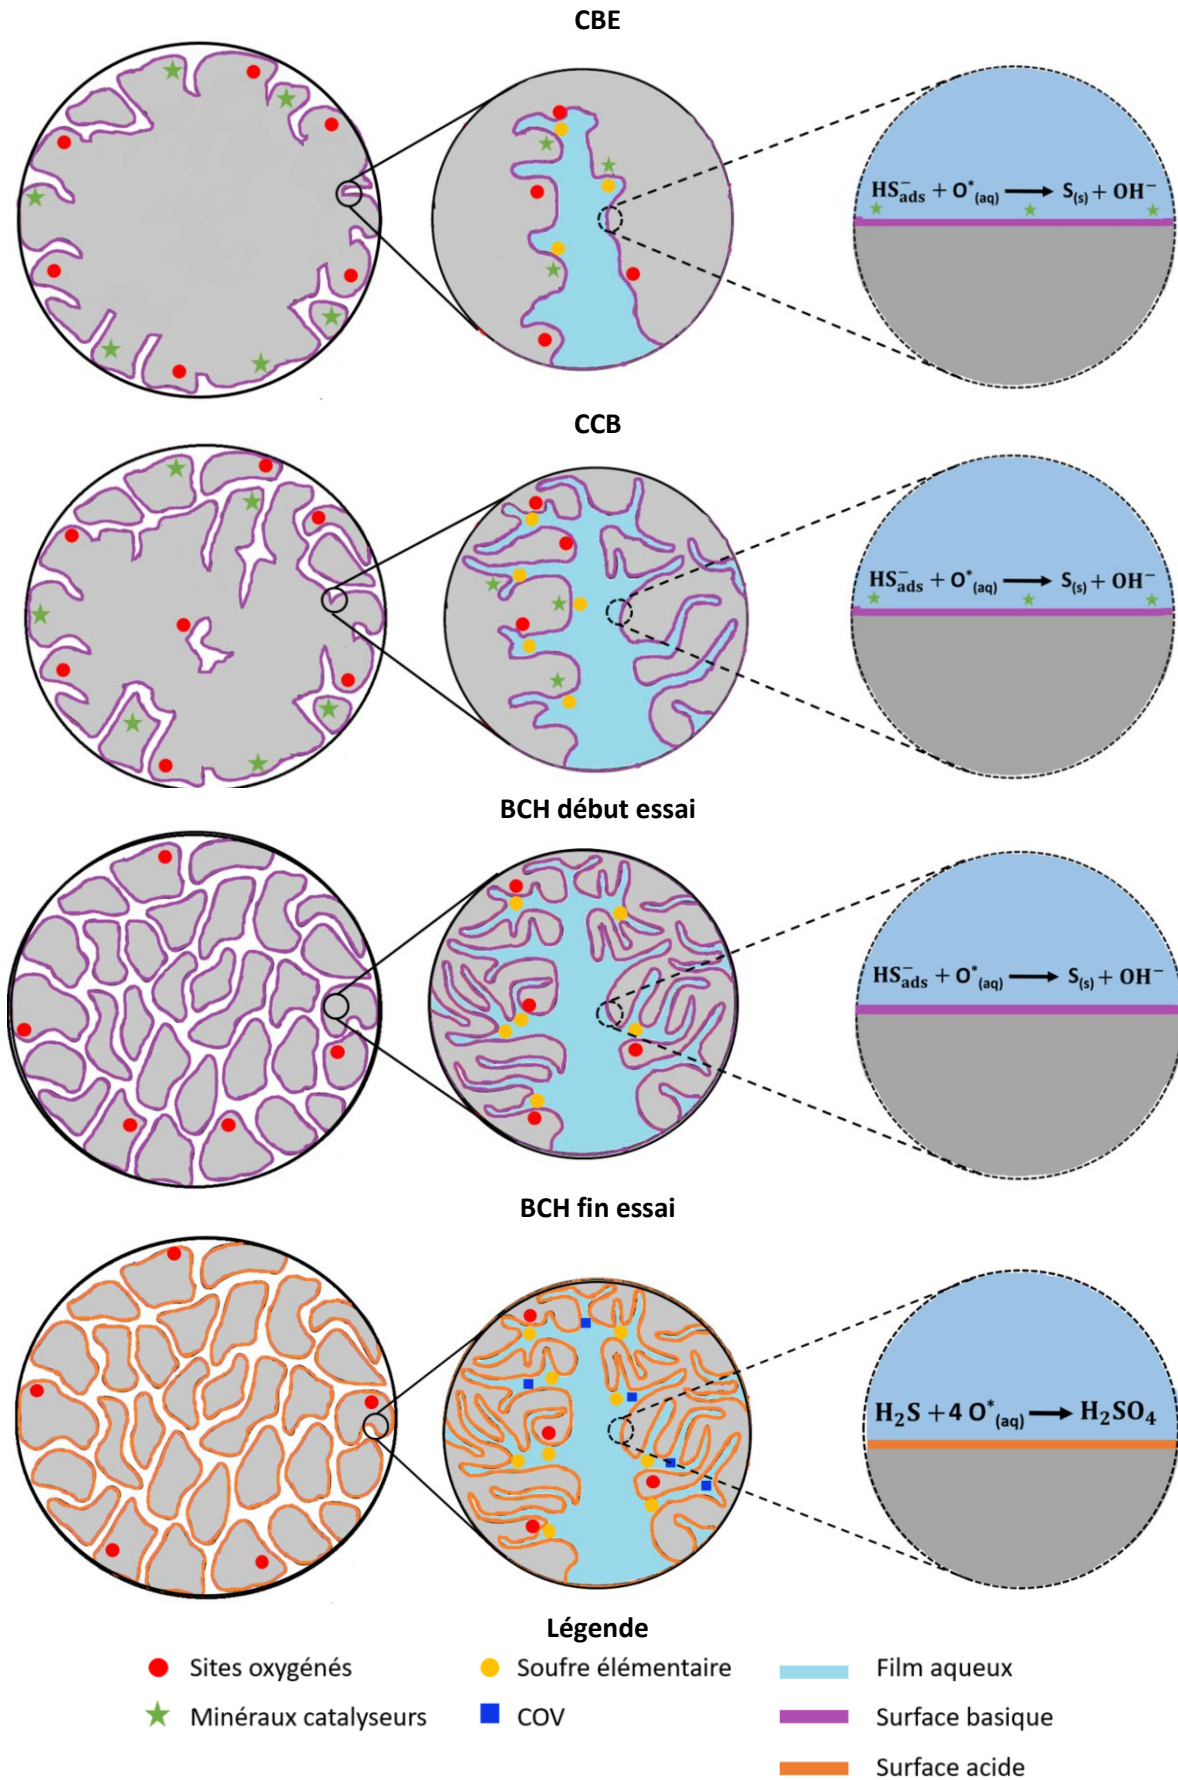 CBE
HS⁻ads + O*(aq) → S(s) + OH⁻
CCB
HS⁻ads + O*(aq) → S(s) + OH⁻
BCH début essai
HS⁻ads + O*(aq) → S(s) + OH⁻
BCH fin essai
H₂S + 4 O*(aq) → H₂SO₄
Légende
Sites oxygénés
Soufre élémentaire
Film aqueux
Minéraux catalyseurs
COV
Surface basique
Surface acide